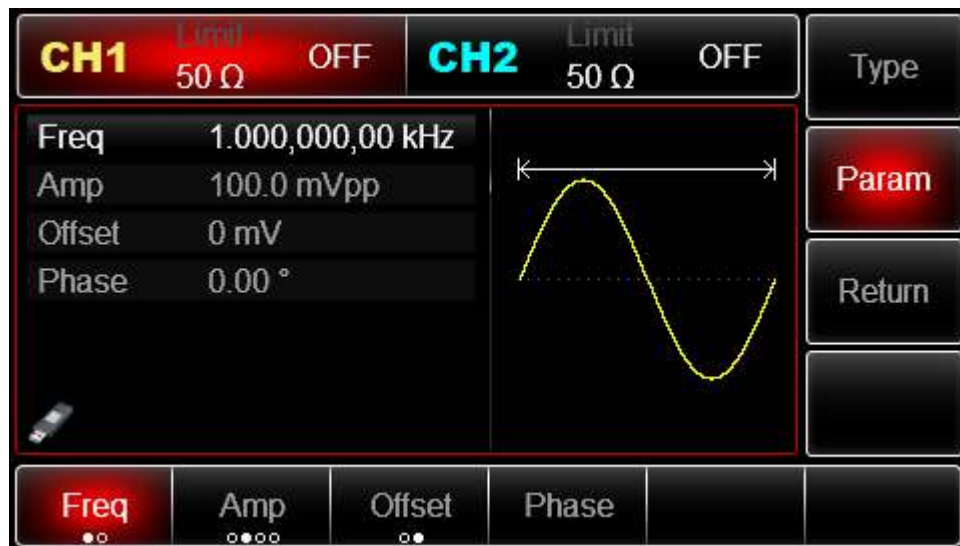 CH1 Limit 50 Ω OFF
CH2 Limit 50 Ω OFF
Type
Freq 1.000,000,00 kHz
Amp 100.0 mVpp
Offset 0 mV
Phase 0.00 °
Param
Return
Freq Amp Offset Phase